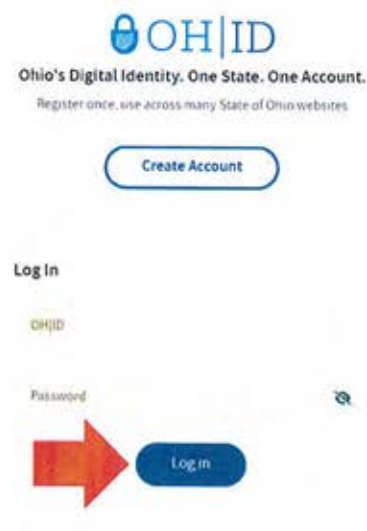 OH|ID
Ohio's Digital Identity. One State. One Account.
Register once, use across many State of Ohio websites
Create Account
Log In
OH|ID
Password
Log in